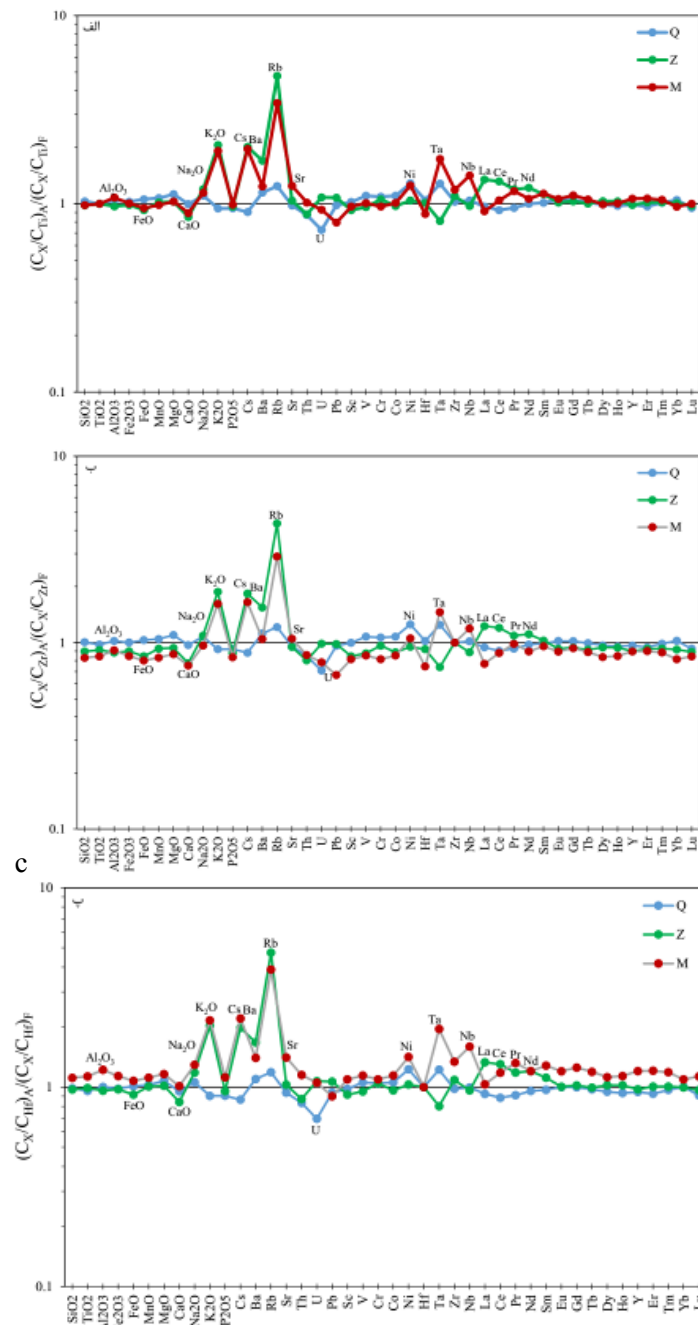 10
الف
Q
Z
M
Rb
K₂O
Cs
Ba
Na₂O
Al₂O₃
Sr
Ta
Nb
Ni
La
Ce
Pr
Nd
1
FeO
CaO
U
0.1
(Cx/CTi)A/(Cx/CTi)F
SiO2
TiO2
Al2O3
Fe2O3
FeO
MnO
MgO
CaO
Na2O
K2O
P2O5
Cs
Ba
Rb
Sr
Th
U
Pb
Sc
V
Cr
Co
Ni
Hf
Ta
Zr
Nb
La
Ce
Pr
Nd
Sm
Eu
Gd
Tb
Dy
Ho
Y
Er
Tm
Yb
Lu
10
Q
Z
M
Rb
K₂O
Cs
Ba
Na₂O
Al₂O₃
Sr
Ta
Nb
Ni
La
Ce
Pr
Nd
1
FeO
CaO
U
0.1
(Cx/CZr)A/(Cx/CZr)F
SiO2
TiO2
Al2O3
Fe2O3
FeO
MnO
MgO
CaO
Na2O
K2O
P2O5
Cs
Ba
Rb
Sr
Th
U
Pb
Sc
V
Cr
Co
Ni
Hf
Ta
Zr
Nb
La
Ce
Pr
Nd
Sm
Eu
Gd
Tb
Dy
Ho
Y
Er
Tm
Yb
Lu
c
10
Q
Z
M
Rb
K₂O
Cs
Ba
Na₂O
Al₂O₃
Sr
Ta
Nb
Ni
La
Ce
Pr
Nd
1
FeO
CaO
U
0.1
(Cx/CHf)A/(Cx/CHf)F
SiO2
TiO2
Al2O3
Fe2O3
FeO
MnO
MgO
CaO
Na2O
K2O
P2O5
Cs
Ba
Rb
Sr
Th
U
Pb
Sc
V
Cr
Co
Ni
Hf
Ta
Zr
Nb
La
Ce
Pr
Nd
Sm
Eu
Gd
Tb
Dy
Ho
Y
Er
Tm
Yb
Lu